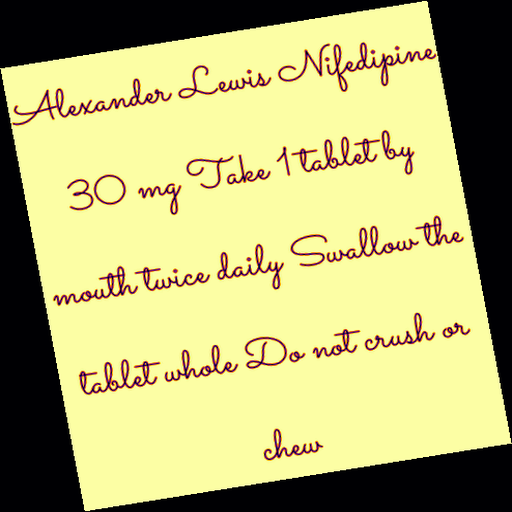 Alexander Lewis Nifedipine
30 mg Take 1 tablet by
mouth twice daily Swallow the
tablet whole Do not crush or
chew